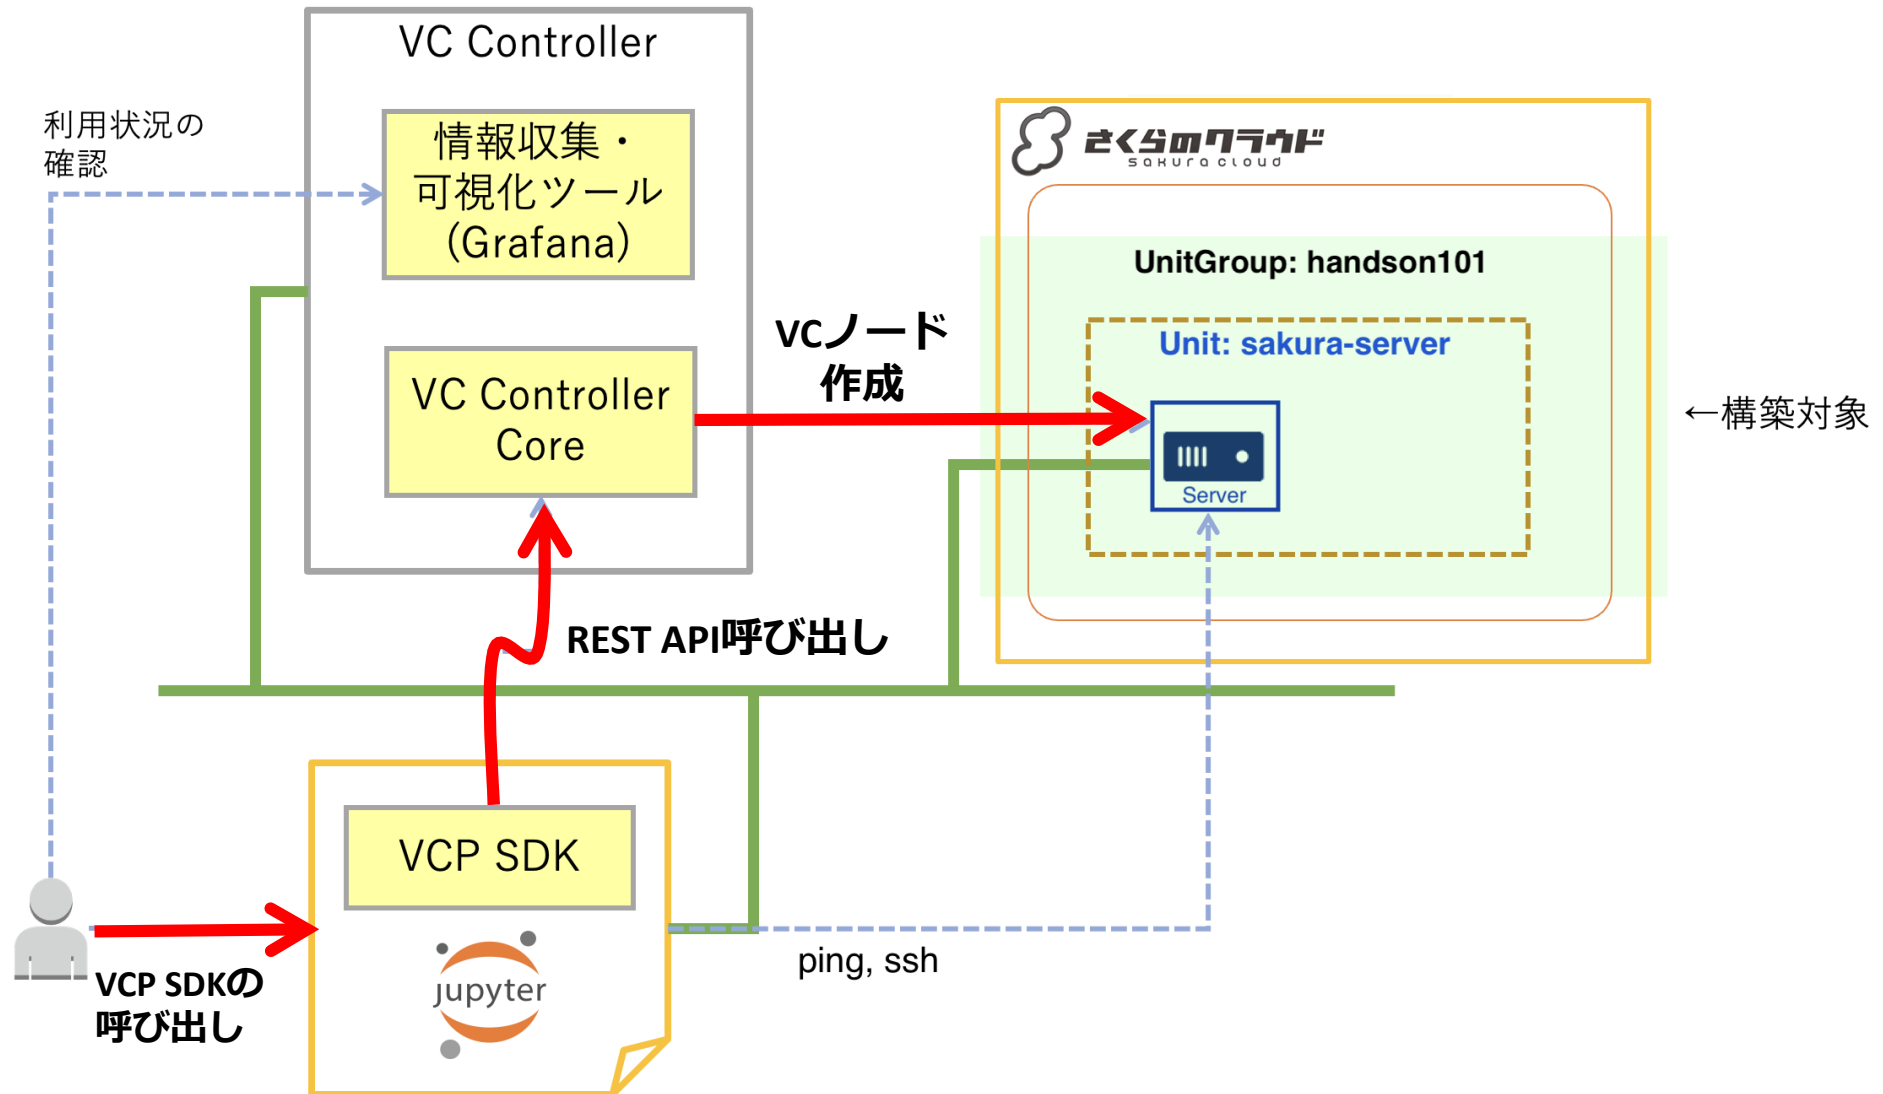 VC Controller
利用状況の
確認
情報収集・
可視化ツール
(Grafana)
VC Controller
Core
VCノード
作成
さくらのクラウド
SAKURA CLOUD
UnitGroup: handson101
Unit: sakura-server
Server
←構築対象
REST API呼び出し
VCP SDK
jupyter
VCP SDKの
呼び出し
ping, ssh